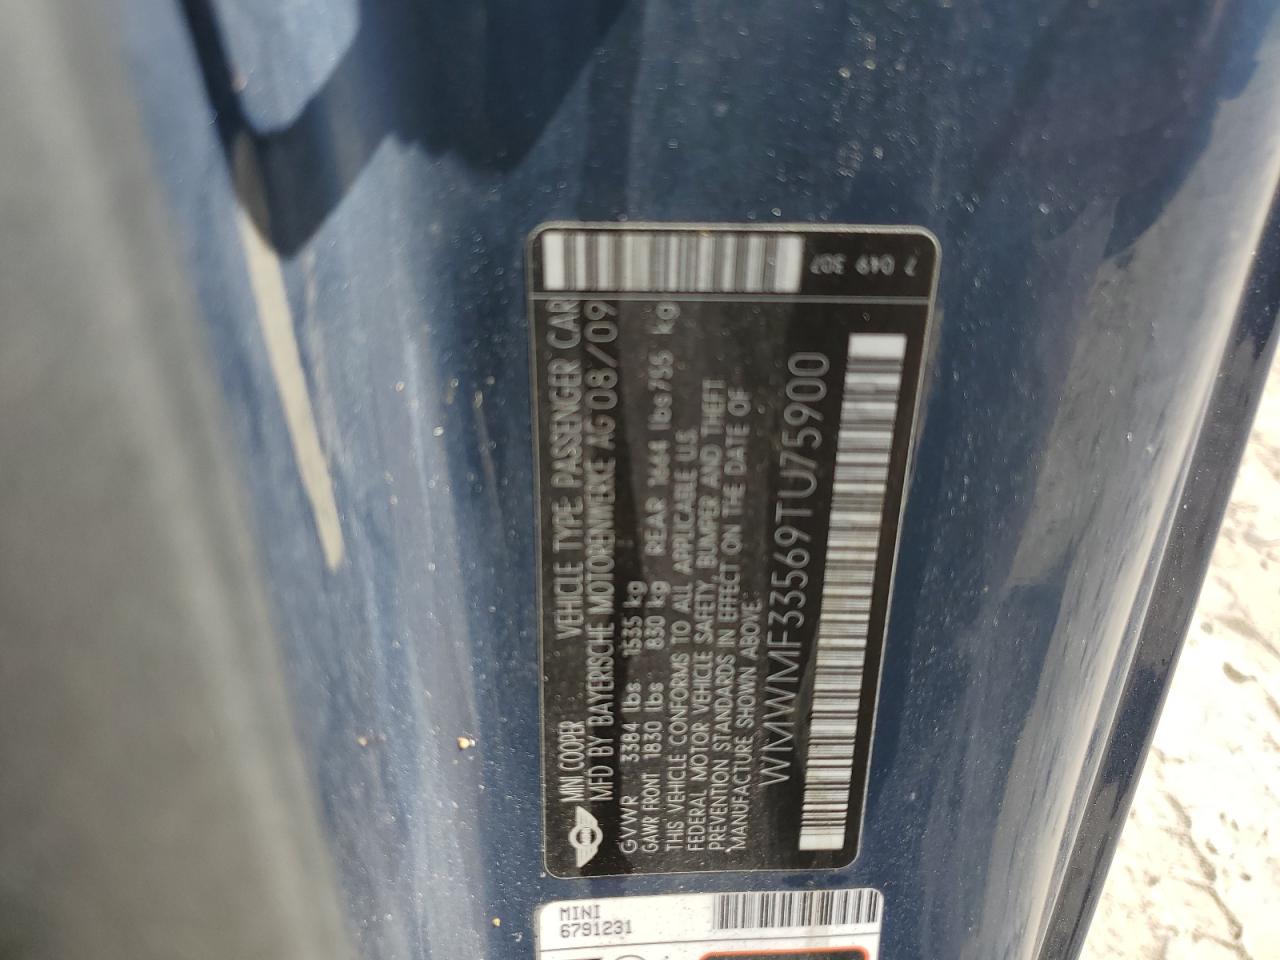 7 049 307
MINI COOPER VEHICLE TYPE: PASSENGER CAR
MFD BY BAYERISCHE MOTORENWERKE AG 08/09
GVWR 3384 lbs 1535 kg
GAWR FRONT 1830 lbs 830 kg REAR 1664 lbs 755 kg
THIS VEHICLE CONFORMS TO ALL APPLICABLE U.S.
FEDERAL MOTOR VEHICLE SAFETY, BUMPER AND THEFT
PREVENTION STANDARDS IN EFFECT ON THE DATE OF
MANUFACTURE SHOWN ABOVE.
WMWMF33569TU75900
MINI
6791231